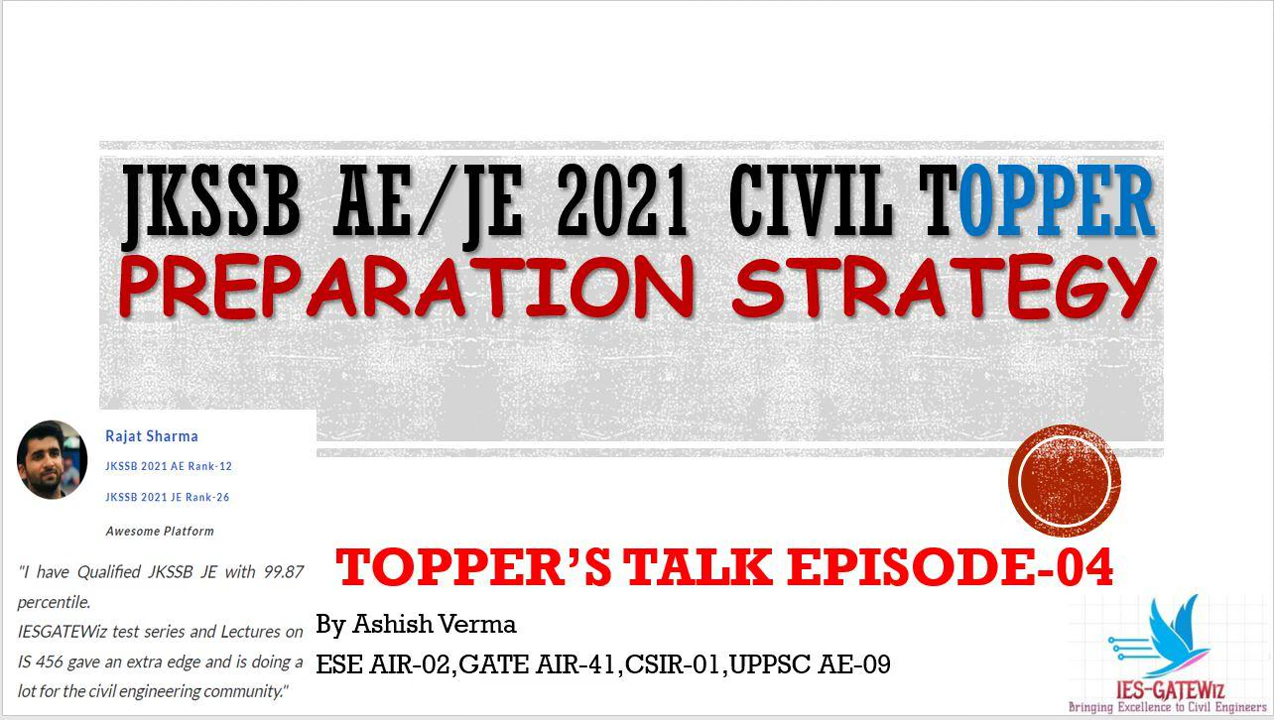 JKSSB AE/JE 2021 CIVIL TOPPER
PREPARATION STRATEGY
Rajat Sharma
JKSSB 2021 AE Rank-12
JKSSB 2021 JE Rank-26
Awesome Platform
"I have Qualified JKSSB JE with 99.87
percentile.
IESGATEWiz test series and Lectures on
IS 456 gave an extra edge and is doing a
lot for the civil engineering community."
TOPPER’S TALK EPISODE-04
By Ashish Verma
ESE AIR-02,GATE AIR-41,CSIR-01,UPPSC AE-09
IES-GATEWiz
Bringing Excellence to Civil Engineers